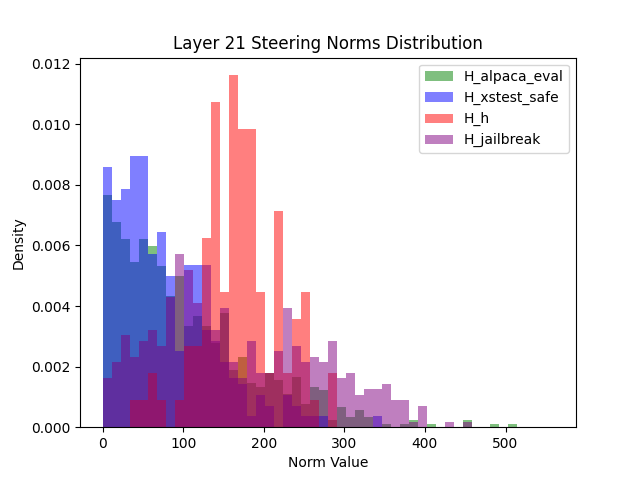 Layer 21 Steering Norms Distribution
H_alpaca_eval
H_xstest_safe
H_h
H_jailbreak
0.012
0.010
0.008
0.006
0.004
0.002
0.000
Density
0 100 200 300 400 500
Norm Value